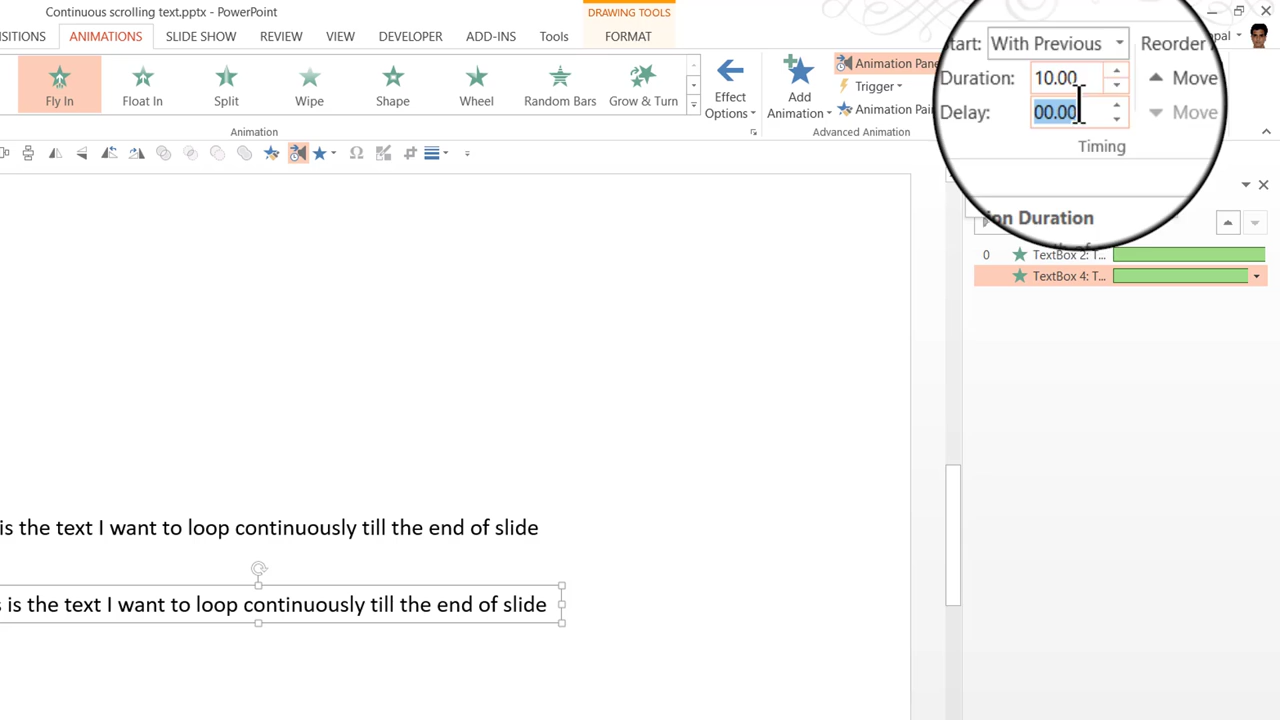 Continuous scrolling text.pptx - PowerPoint
DRAWING TOOLS
SITIONS ANIMATIONS SLIDE SHOW REVIEW VIEW DEVELOPER ADD-INS Tools FORMAT
pal
Fly In
Float In
Split
Wipe
Shape
Wheel
Random Bars
Grow & Turn
Effect
Options
Add
Animation
Animation Pane
Trigger
Animation Pai
Animation
Advanced Animation
Start: With Previous
Duration: 10.00
Delay: 00.00
Reorder
Move
Move
Timing
ion Duration
0 TextBox 2: T...
TextBox 4: T...
is the text I want to loop continuously till the end of slide
s is the text I want to loop continuously till the end of slide